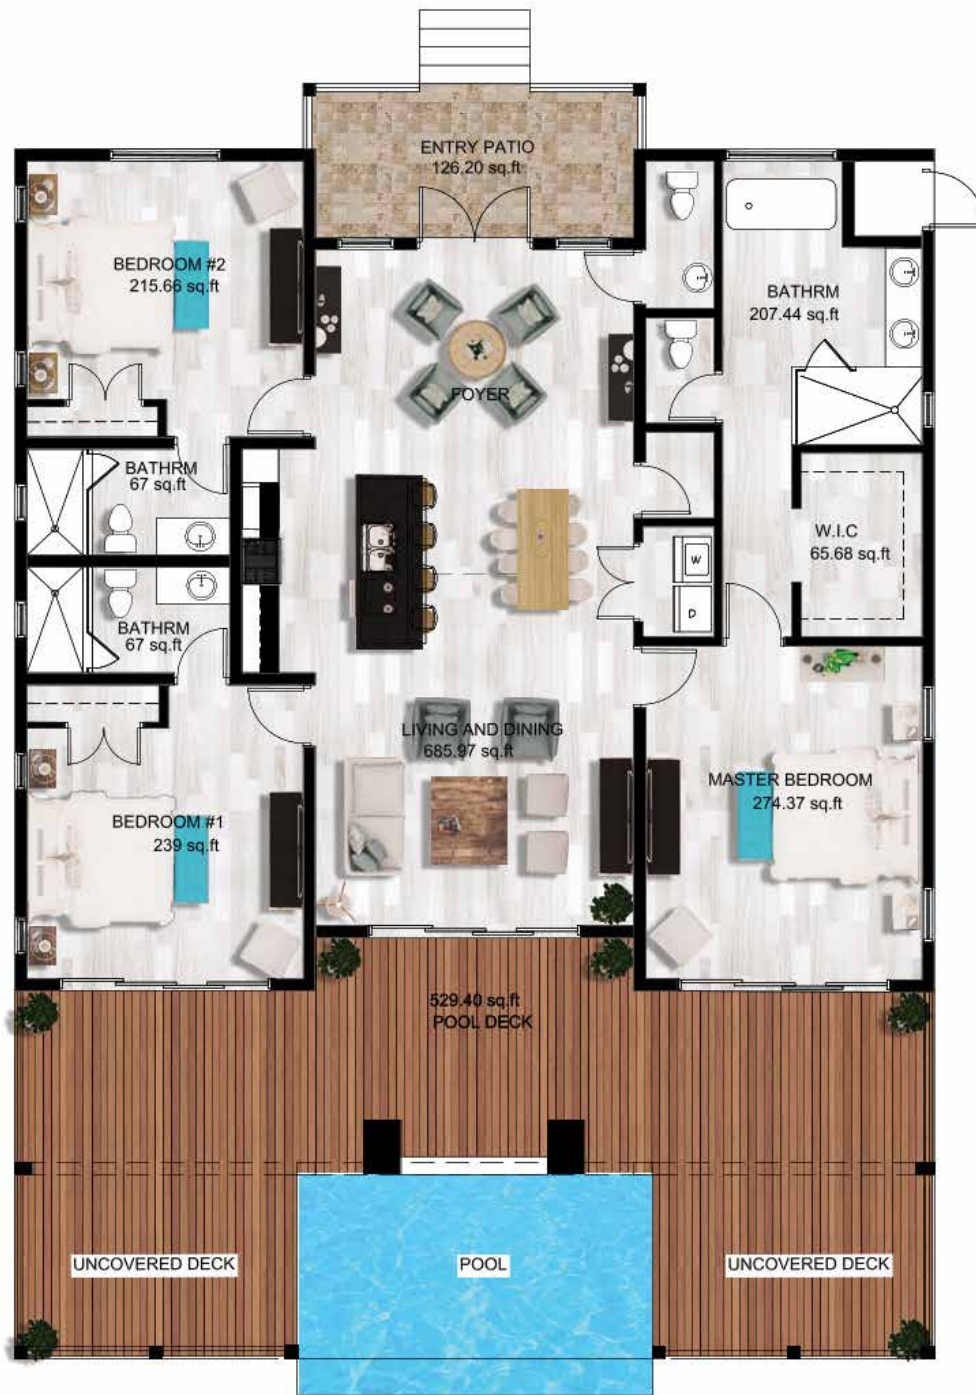 ENTRY PATIO
126.20 sq.ft
BEDROOM #2
215.66 sq.ft
BATHRM
207.44 sq.ft
FOYER
BATHRM
67 sq.ft
W.I.C
65.68 sq.ft
W
D
BATHRM
67 sq.ft
LIVING AND DINING
685.97 sq.ft
MASTER BEDROOM
274.37 sq.ft
BEDROOM #1
239 sq.ft
529.40 sq.ft
POOL DECK
UNCOVERED DECK
POOL
UNCOVERED DECK